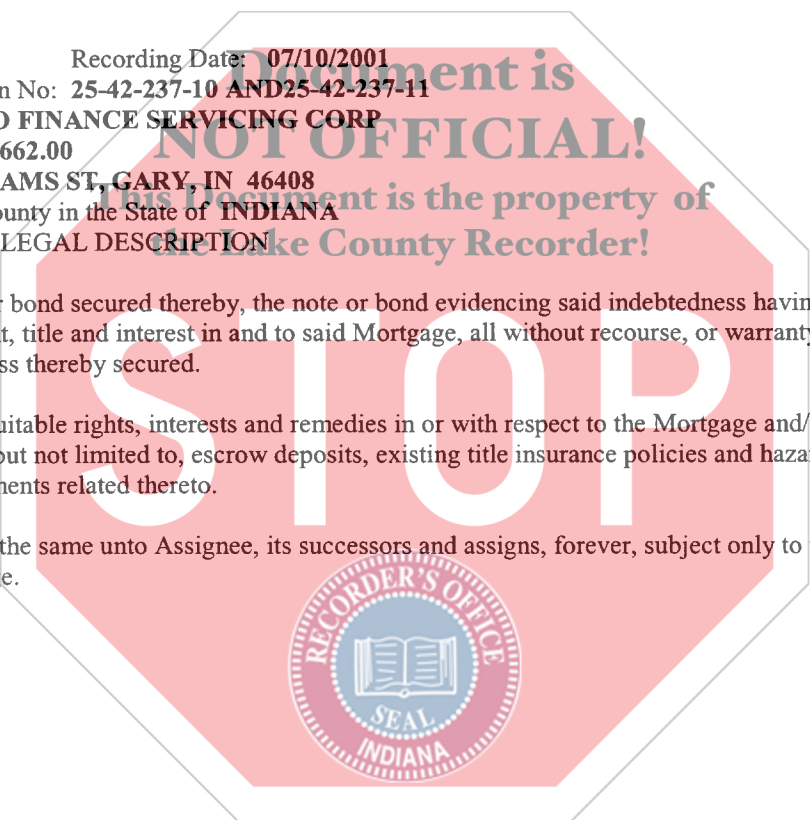 Recording Date: 07/10/2001
Document is
n No: 25-42-237-10 AND25-42-237-11
FINANCE SERVICING CORP
NOT OFFICIAL!
662.00
AMS ST, GARY, IN 46408
This Document is the property of
ounty in the State of INDIANA
LEGAL DESCRIPTION
the Lake County Recorder!
r bond secured thereby, the note or bond evidencing said indebtedness havin
t, title and interest in and to said Mortgage, all without recourse, or warranty
ss thereby secured.
uitable rights, interests and remedies in or with respect to the Mortgage and/
but not limited to, escrow deposits, existing title insurance policies and haza
nents related thereto.
the same unto Assignee, its successors and assigns, forever, subject only to
e.
STOP
RECORDER'S OFFICE
SEAL
INDIANA